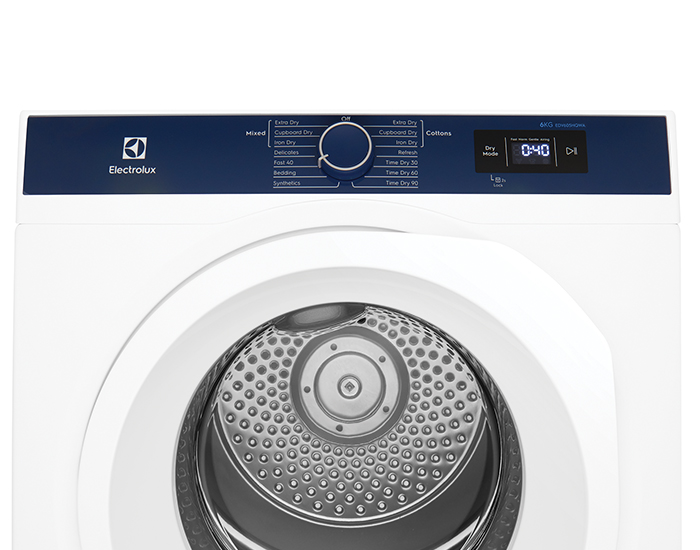 Electrolux
Off
Mixed
Extra Dry
Cupboard Dry
Iron Dry
Delicates
Fast 40
Bedding
Synthetics
Extra Dry
Cupboard Dry
Iron Dry
Cottons
Refresh
Time Dry 30
Time Dry 60
Time Dry 90
Dry
Mode
0:40
6KG
Lock